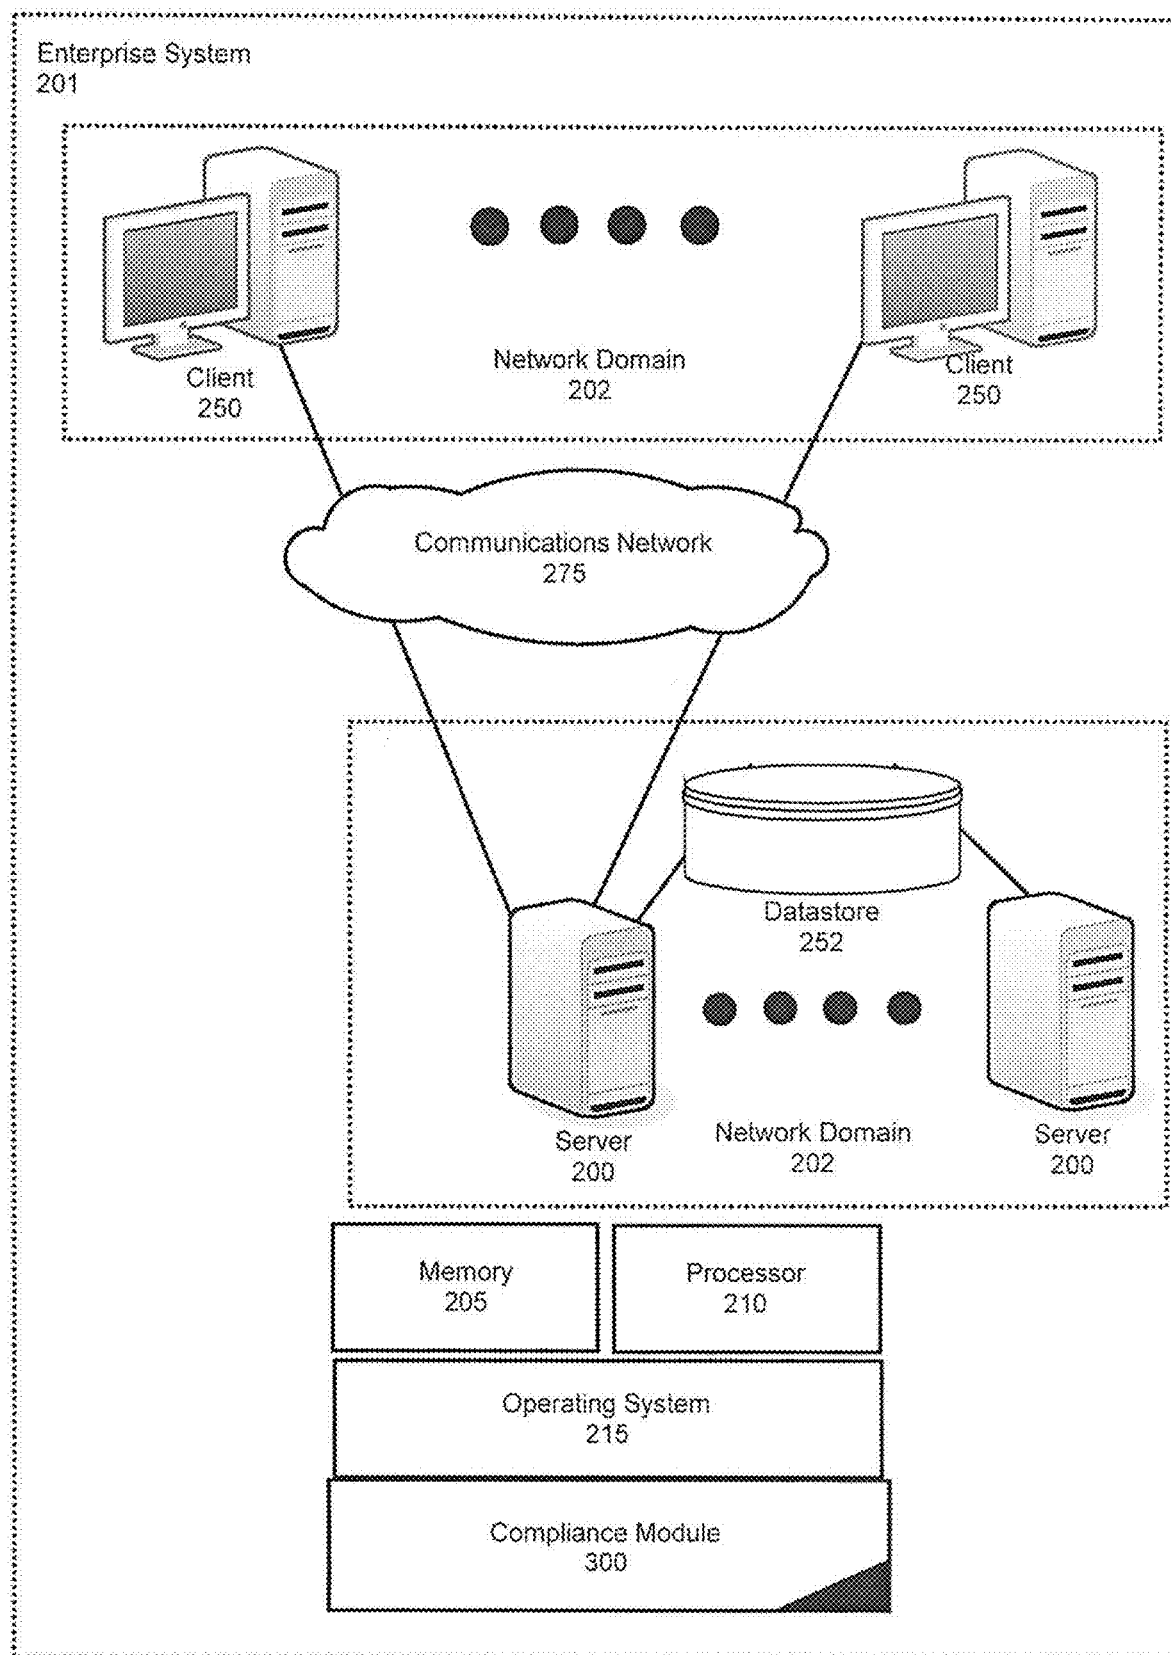 Enterprise System
201
Client
250
Network Domain
202
Client
250
Communications Network
275
Datastore
252
Server
200
Network Domain
202
Server
200
Memory
205
Processor
210
Operating System
215
Compliance Module
300